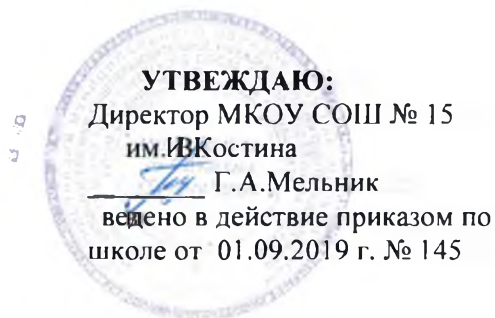 УТВЕЖДАЮ:
Директор МКОУ СОШ № 15
им.И.В.Костина
Г.А.Мельник
ведено в действие приказом по
школе от 01.09.2019 г. № 145